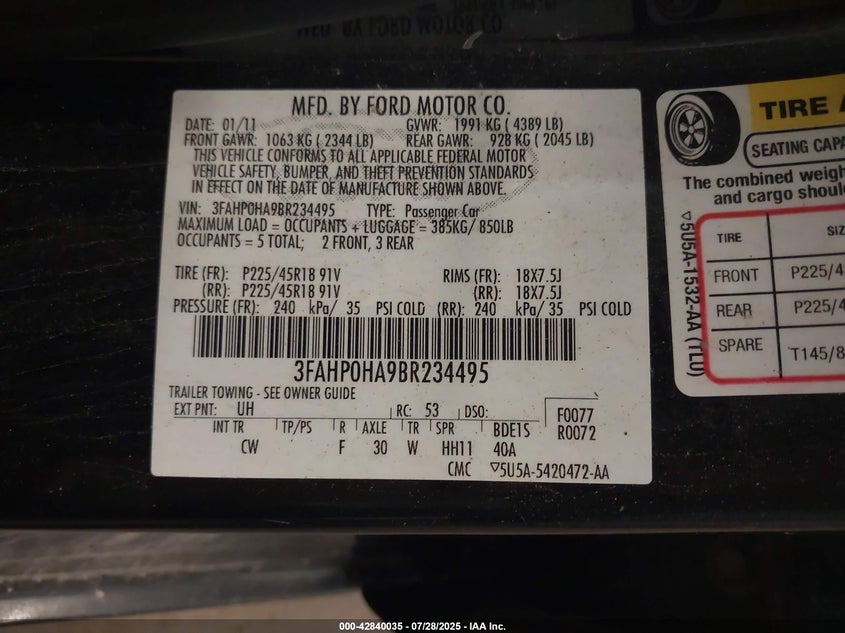 MFD. BY FORD MOTOR CO.
DATE: 01/11 GVWR: 1991 KG ( 4389 LB)
FRONT GAWR: 1063 KG ( 2344 LB) REAR GAWR: 928 KG ( 2045 LB)
THIS VEHICLE CONFORMS TO ALL APPLICABLE FEDERAL MOTOR
VEHICLE SAFETY, BUMPER, AND THEFT PREVENTION STANDARDS
IN EFFECT ON THE DATE OF MANUFACTURE SHOWN ABOVE.
VIN: 3FAHP0HA9BR234495 TYPE: Passenger Car
MAXIMUM LOAD = OCCUPANTS + LUGGAGE = 385KG/ 850LB
OCCUPANTS = 5 TOTAL; 2 FRONT, 3 REAR
TIRE (FR): P225/45R18 91V RIMS (FR): 18X7.5J
(RR): P225/45R18 91V (RR): 18X7.5J
PRESSURE (FR): 240 kPa/ 35 PSI COLD (RR): 240 kPa/ 35 PSI COLD
3FAHP0HA9BR234495
TRAILER TOWING - SEE OWNER GUIDE
EXT PNT: UH RC: 53 DSO: F0077
R0072
INT TR TP/PS R AXLE TR SPR BDE1S
CW F 30 W HH11 40A
CMC ▽5U5A-5420472-AA
TIRE
SEATING CAPA
The combined weigh
and cargo shoul
▽5U5A-1532-AA (TLU)
TIRE SIZ
FRONT P225/4
REAR P225/4
SPARE T145/8
MFD. BY FORD MOTOR CO.
000-42840035 - 07/28/2025 - IAA Inc.